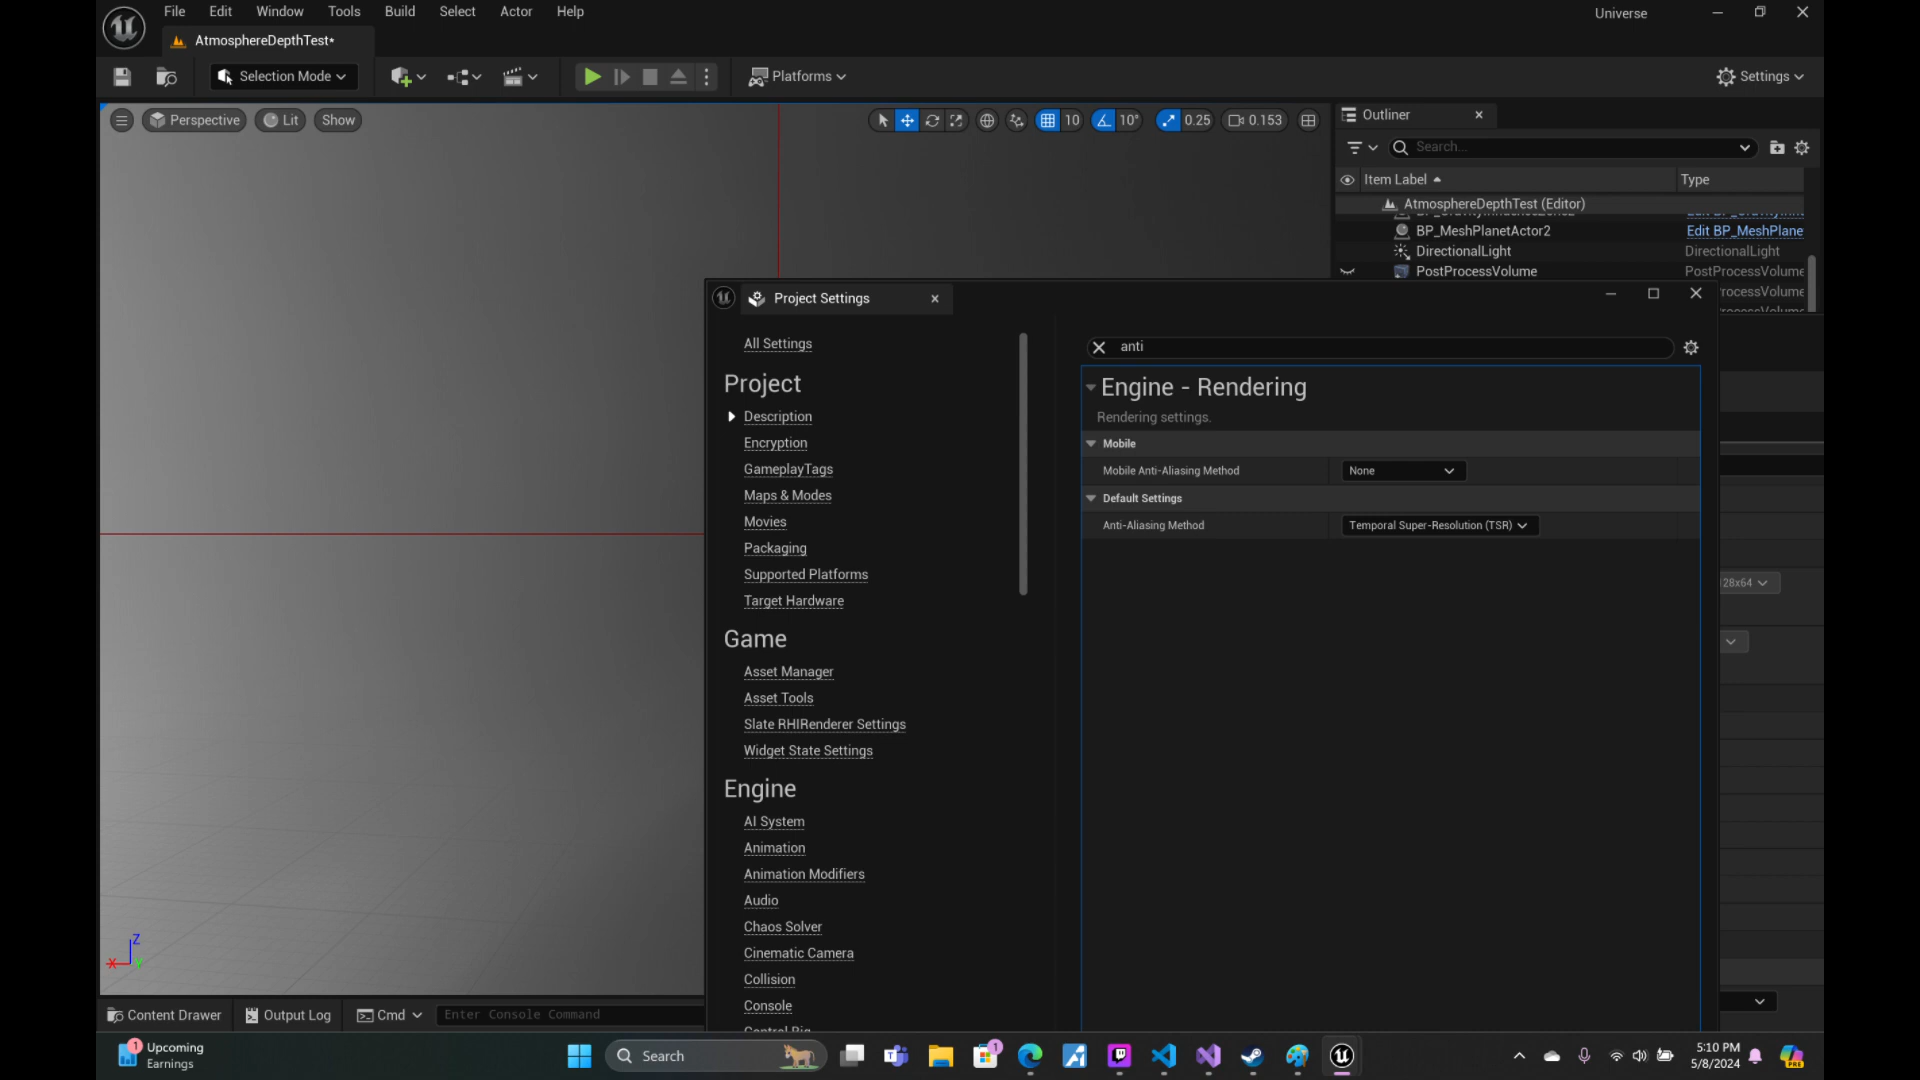 File Edit Window Tools Build Select Actor Help
Universe
AtmosphereDepthTest*
Selection Mode
Platforms
Settings
Perspective
Lit
Show
10
10°
0.25
0.153
Outliner
Search...
Item Label
Type
AtmosphereDepthTest (Editor)
BP_MeshPlanetActor2
Edit BP_MeshPlane
DirectionalLight
DirectionalLight
PostProcessVolume
PostProcessVolume
rocessVolume
Project Settings
All Settings
Project
Description
Encryption
GameplayTags
Maps & Modes
Movies
Packaging
Supported Platforms
Target Hardware
Game
Asset Manager
Asset Tools
Slate RHIRenderer Settings
Widget State Settings
Engine
AI System
Animation
Animation Modifiers
Audio
Chaos Solver
Cinematic Camera
Collision
Console
anti
Engine - Rendering
Rendering settings.
Mobile
Mobile Anti-Aliasing Method
None
Default Settings
Anti-Aliasing Method
Temporal Super-Resolution (TSR)
28x64
Z
X
Y
Content Drawer
Output Log
Cmd
Enter Console Command
1
Upcoming
Earnings
Search
1
5:10 PM
5/8/2024
PRE